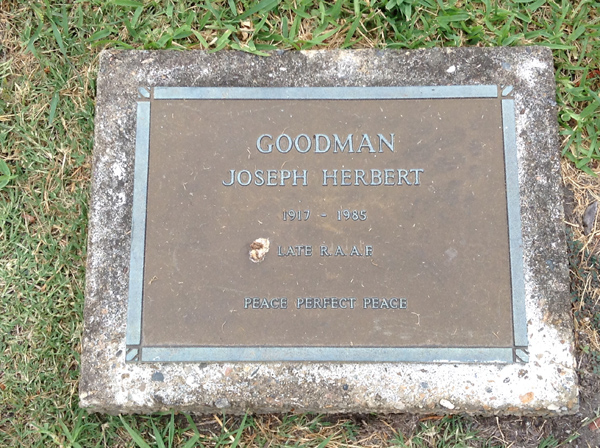 GOODMAN
JOSEPH HERBERT
1917 - 1985
LATE R.A.A.F
PEACE PERFECT PEACE